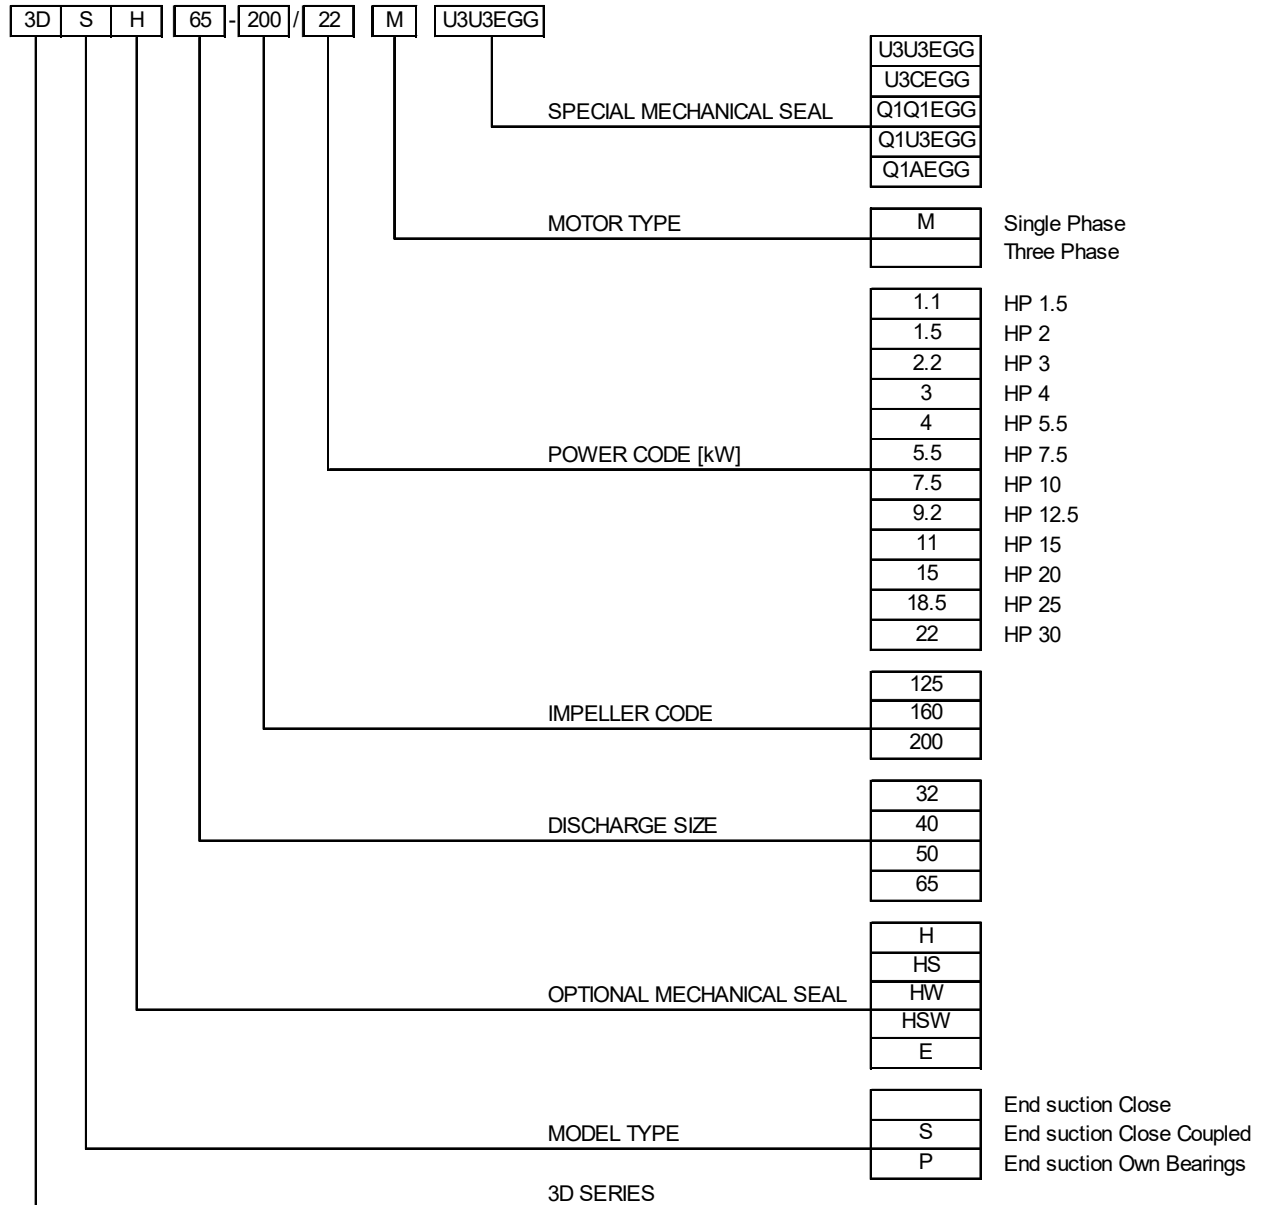 3D S H 65 - 200 / 22 M U3U3EGG
U3U3EGG
U3CEGG
SPECIAL MECHANICAL SEAL Q1Q1EGG
Q1U3EGG
Q1AEGG
MOTOR TYPE M Single Phase
Three Phase
1.1 HP 1.5
1.5 HP 2
2.2 HP 3
3 HP 4
4 HP 5.5
POWER CODE [kW] 5.5 HP 7.5
7.5 HP 10
9.2 HP 12.5
11 HP 15
15 HP 20
18.5 HP 25
22 HP 30
125
IMPELLER CODE 160
200
32
DISCHARGE SIZE 40
50
65
H
HS
OPTIONAL MECHANICAL SEAL HW
HSW
E
End suction Close
MODEL TYPE S End suction Close Coupled
P End suction Own Bearings
3D SERIES